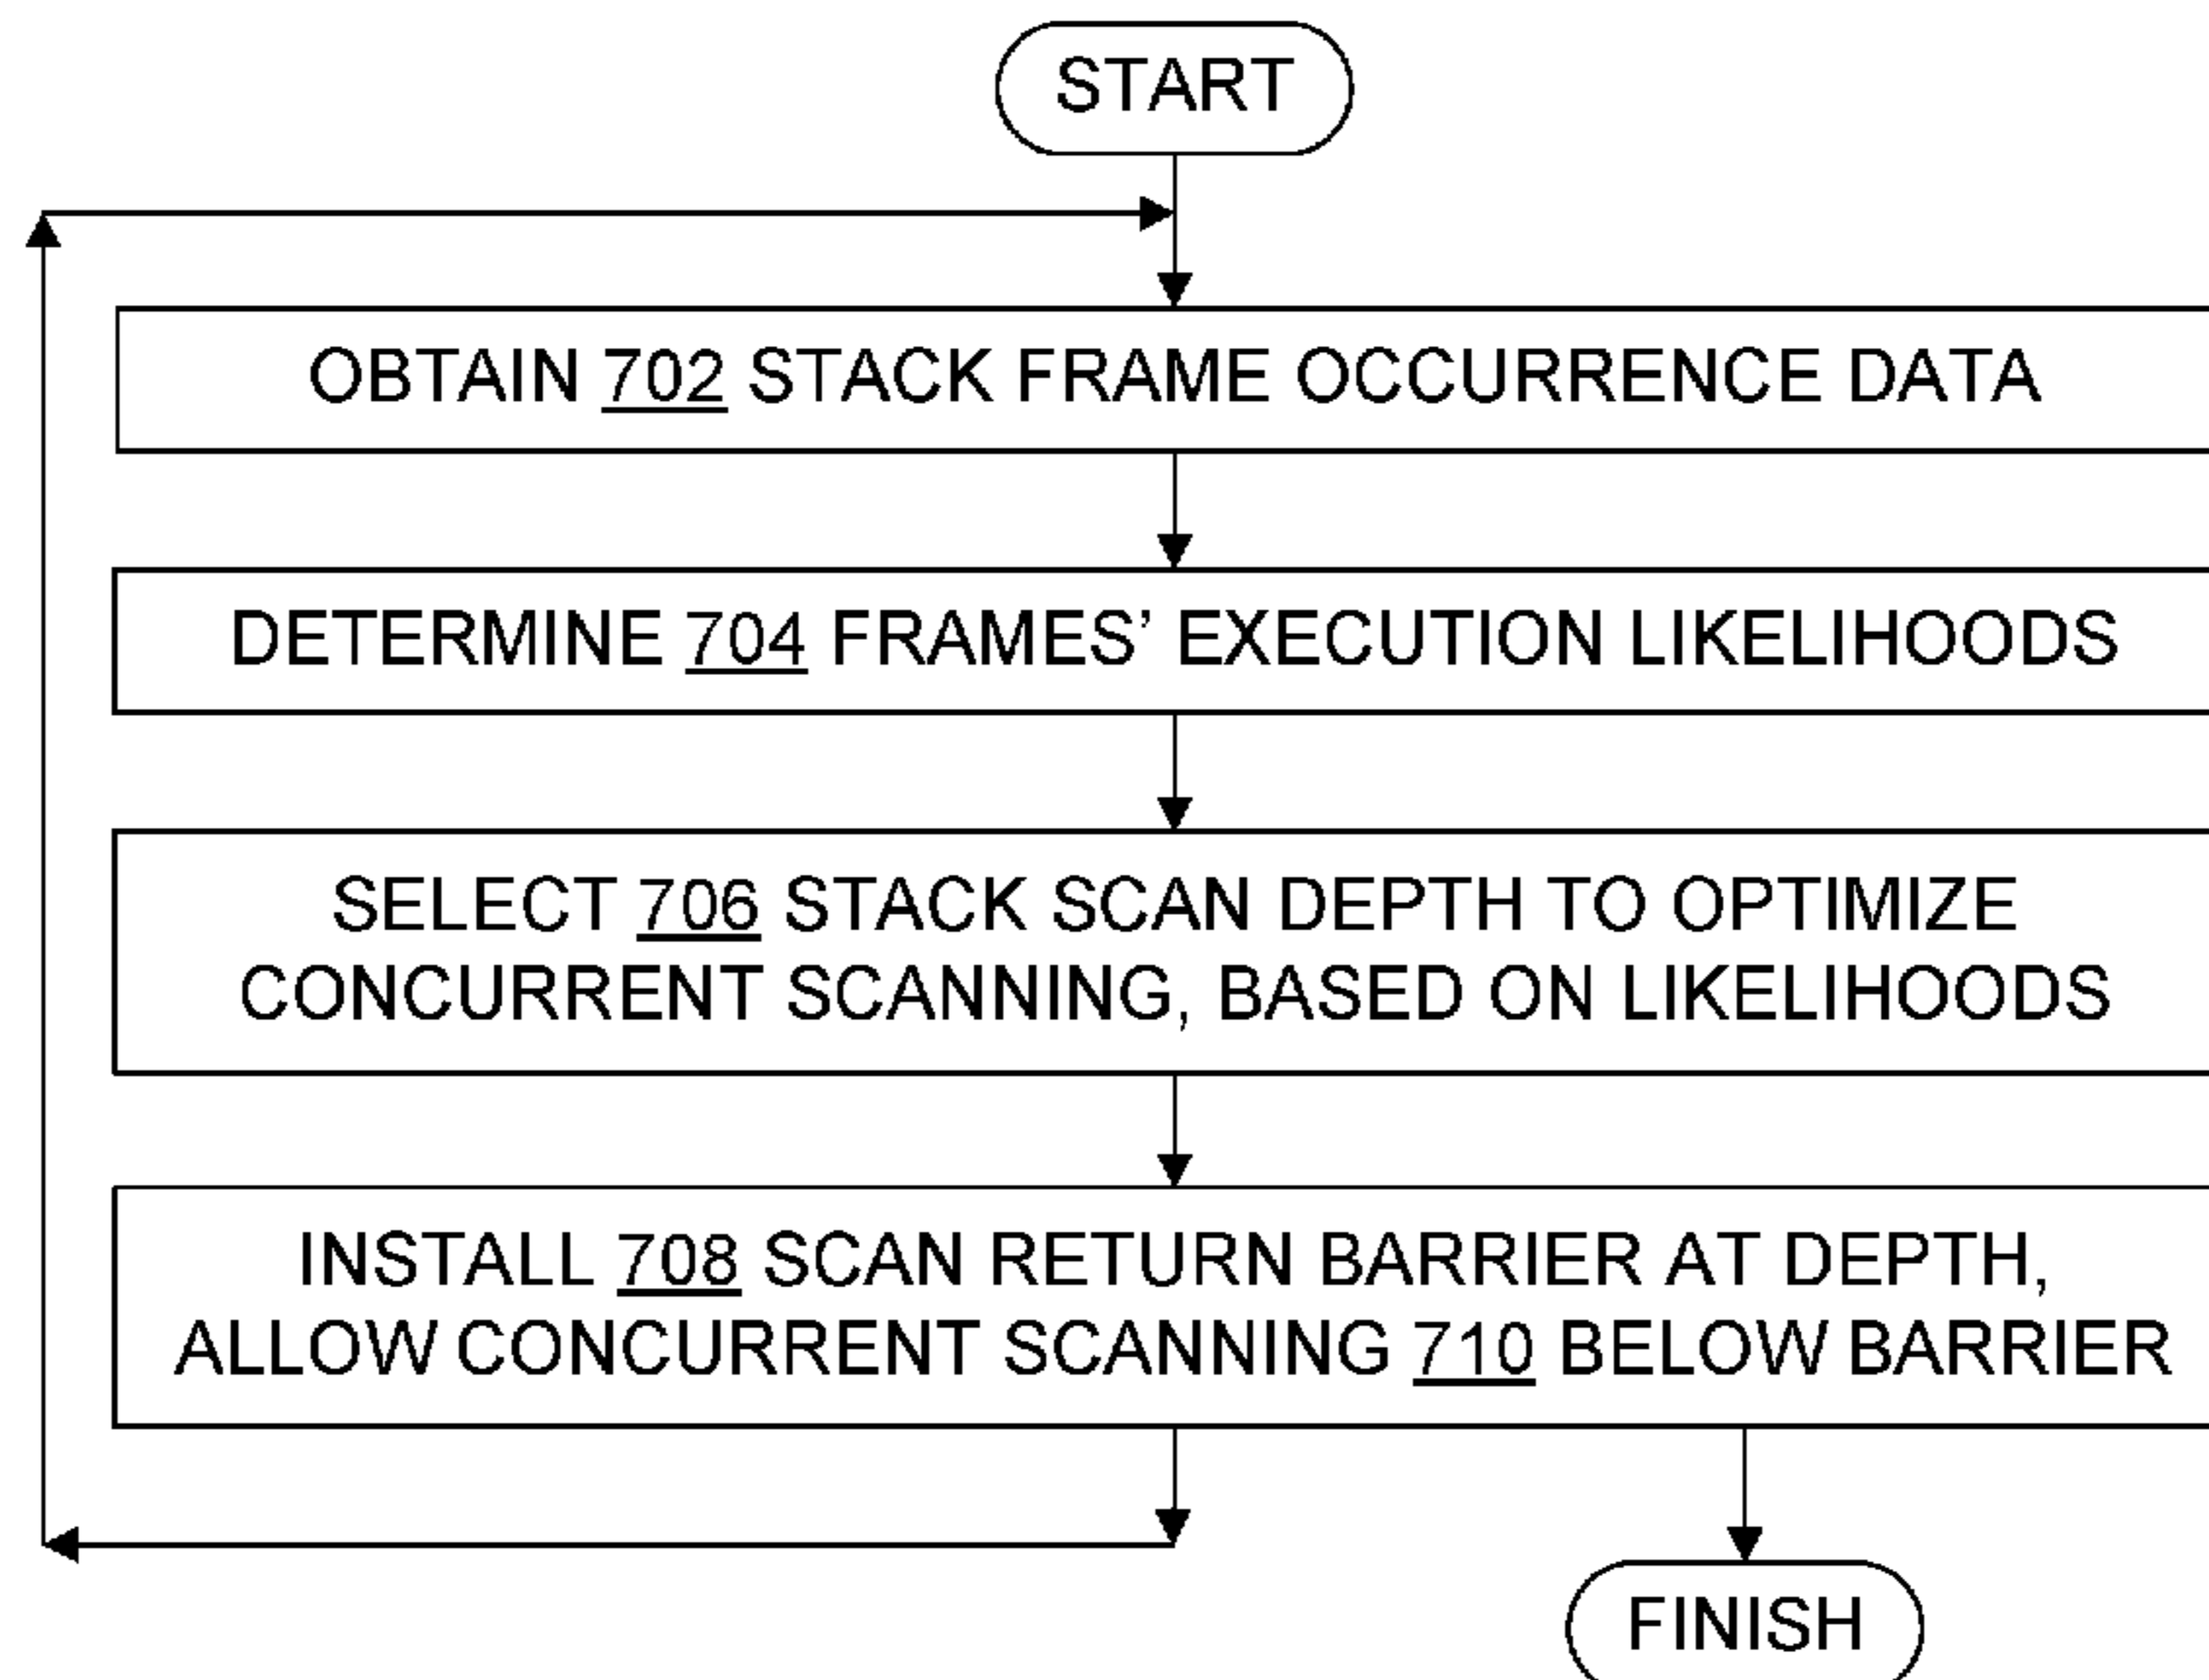 START
OBTAIN 702 STACK FRAME OCCURRENCE DATA
DETERMINE 704 FRAMES’ EXECUTION LIKELIHOODS
SELECT 706 STACK SCAN DEPTH TO OPTIMIZE
CONCURRENT SCANNING, BASED ON LIKELIHOODS
INSTALL 708 SCAN RETURN BARRIER AT DEPTH,
ALLOW CONCURRENT SCANNING 710 BELOW BARRIER
FINISH